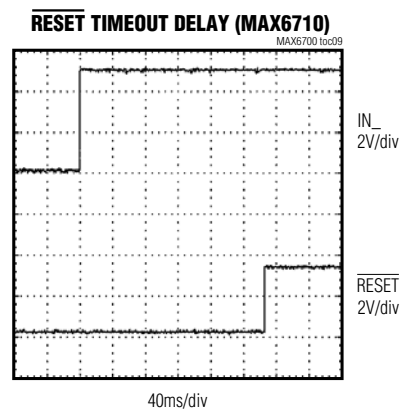 RESET TIMEOUT DELAY (MAX6710)
MAX6700 toc09
IN_
2V/div
RESET
2V/div
40ms/div